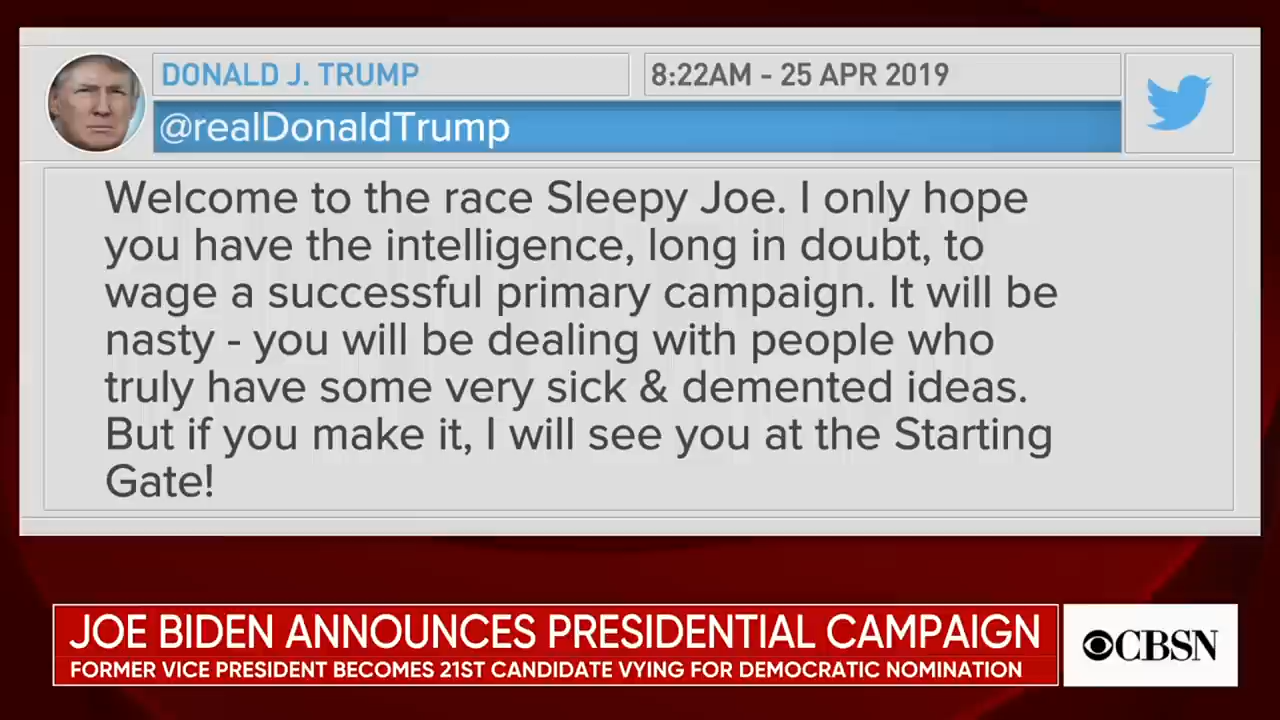 DONALD J. TRUMP
8:22AM - 25 APR 2019
@realDonaldTrump
Welcome to the race Sleepy Joe. I only hope
you have the intelligence, long in doubt, to
wage a successful primary campaign. It will be
nasty - you will be dealing with people who
truly have some very sick & demented ideas.
But if you make it, I will see you at the Starting
Gate!
JOE BIDEN ANNOUNCES PRESIDENTIAL CAMPAIGN
FORMER VICE PRESIDENT BECOMES 21ST CANDIDATE VYING FOR DEMOCRATIC NOMINATION
CBSN